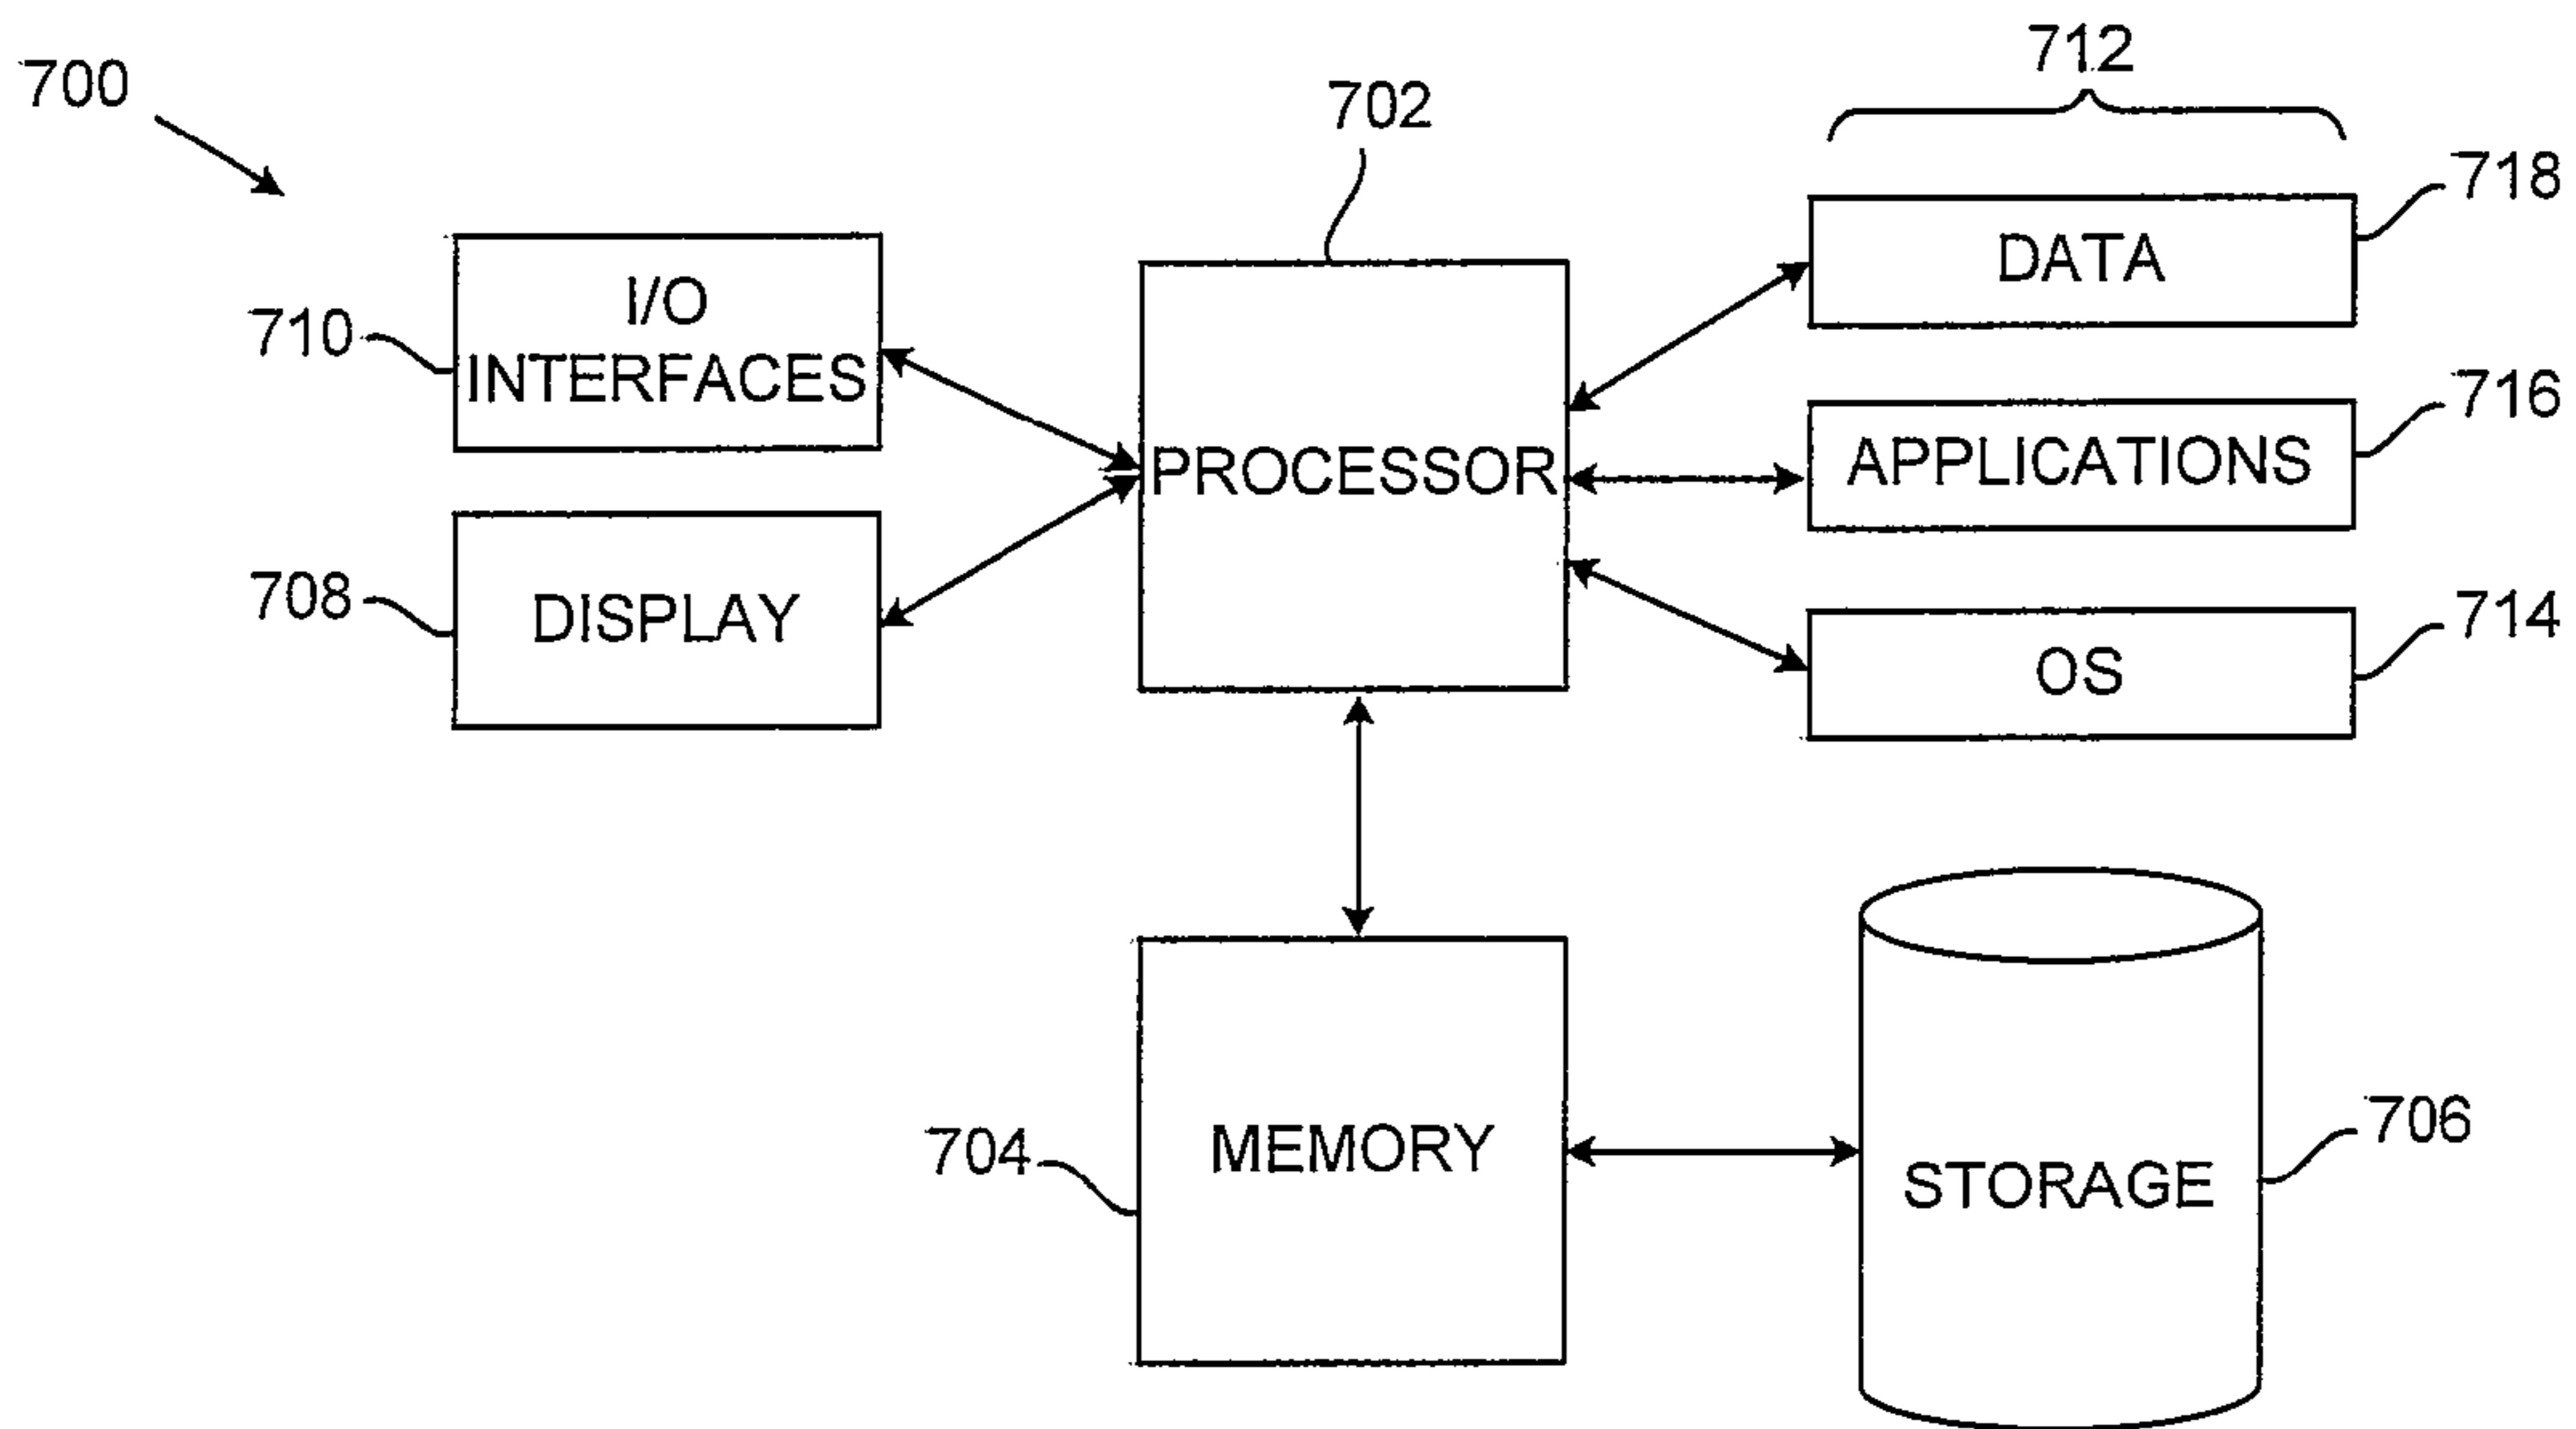 700
702
712
718
DATA
I/O
INTERFACES
710
PROCESSOR
716
APPLICATIONS
708
DISPLAY
714
OS
704
MEMORY
706
STORAGE